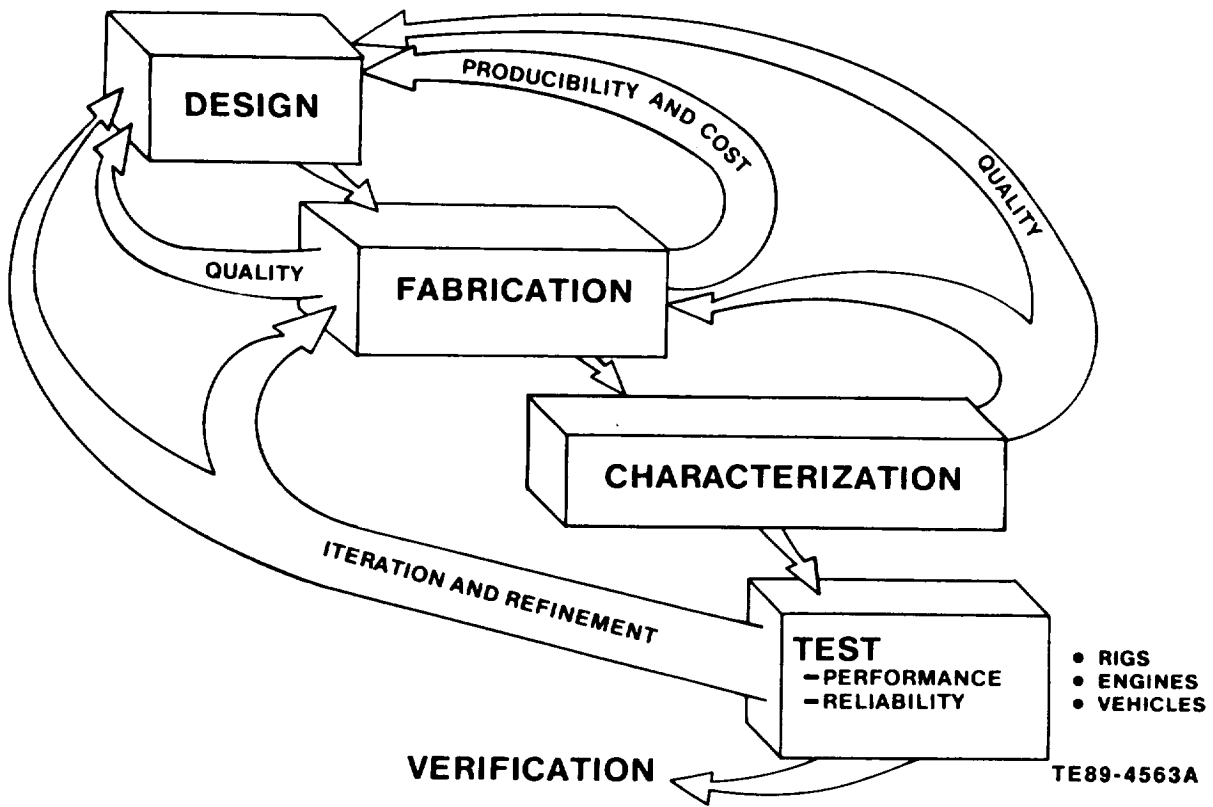 DESIGN
PRODUCIBILITY AND COST
QUALITY
QUALITY
FABRICATION
CHARACTERIZATION
ITERATION AND REFINEMENT
TEST
–PERFORMANCE
–RELIABILITY
• RIGS
• ENGINES
• VEHICLES
VERIFICATION
TE89-4563A